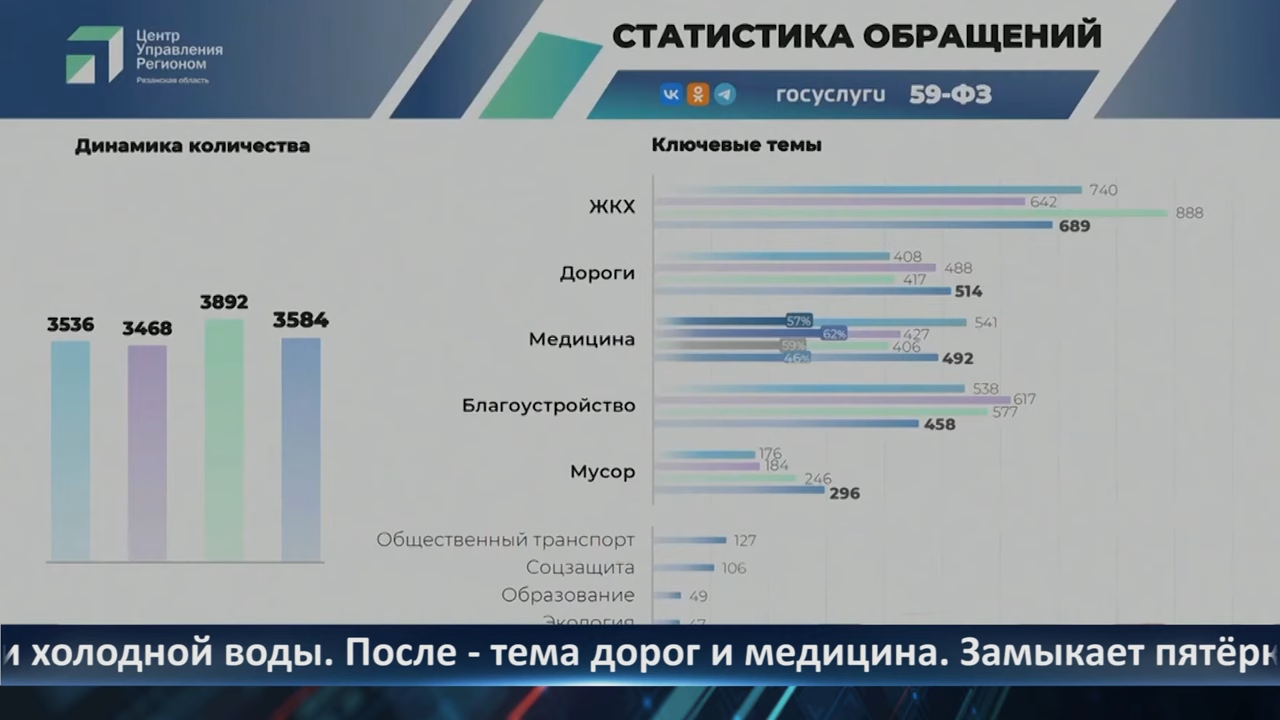 Центр
Управления
Регионом
Рязанская область
СТАТИСТИКА ОБРАЩЕНИЙ
госуслуги 59-ФЗ
Динамика количества
3536
3468
3892
3584
Ключевые темы
ЖКХ
740
642
888
689
Дороги
408
488
417
514
Медицина
57% 541
62% 427
59% 406
46% 492
Благоустройство
538
617
577
458
Мусор
176
184
246
296
Общественный транспорт 127
Соцзащита 106
Образование 49
Экология 47
и холодной воды. После - тема дорог и медицина. Замыкает пятёрк